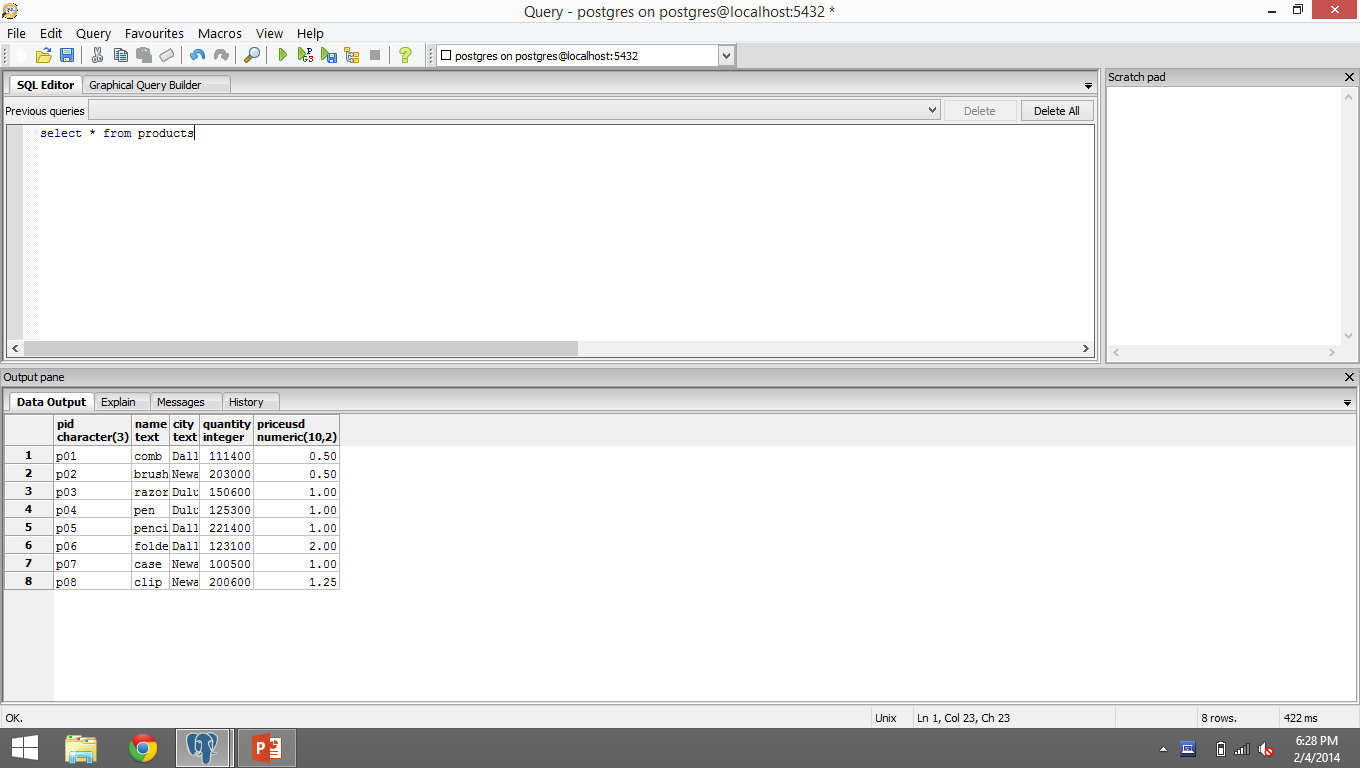 Query - postgres on postgres@localhost:5432 *
File Edit Query Favourites Macros View Help
postgres on postgres@localhost:5432
SQL Editor Graphical Query Builder
Scratch pad
Previous queries Delete Delete All
select * from products
Output pane
Data Output Explain Messages History
pid name city quantity priceusd
character(3) text text integer numeric(10,2)
1 p01 comb Dall 111400 0.50
2 p02 brush Newa 203000 0.50
3 p03 razor Dulu 150600 1.00
4 p04 pen Dulu 125300 1.00
5 p05 penci Dall 221400 1.00
6 p06 folde Dall 123100 2.00
7 p07 case Newa 100500 1.00
8 p08 clip Newa 200600 1.25
OK. Unix Ln 1, Col 23, Ch 23 8 rows. 422 ms
6:28 PM
2/4/2014